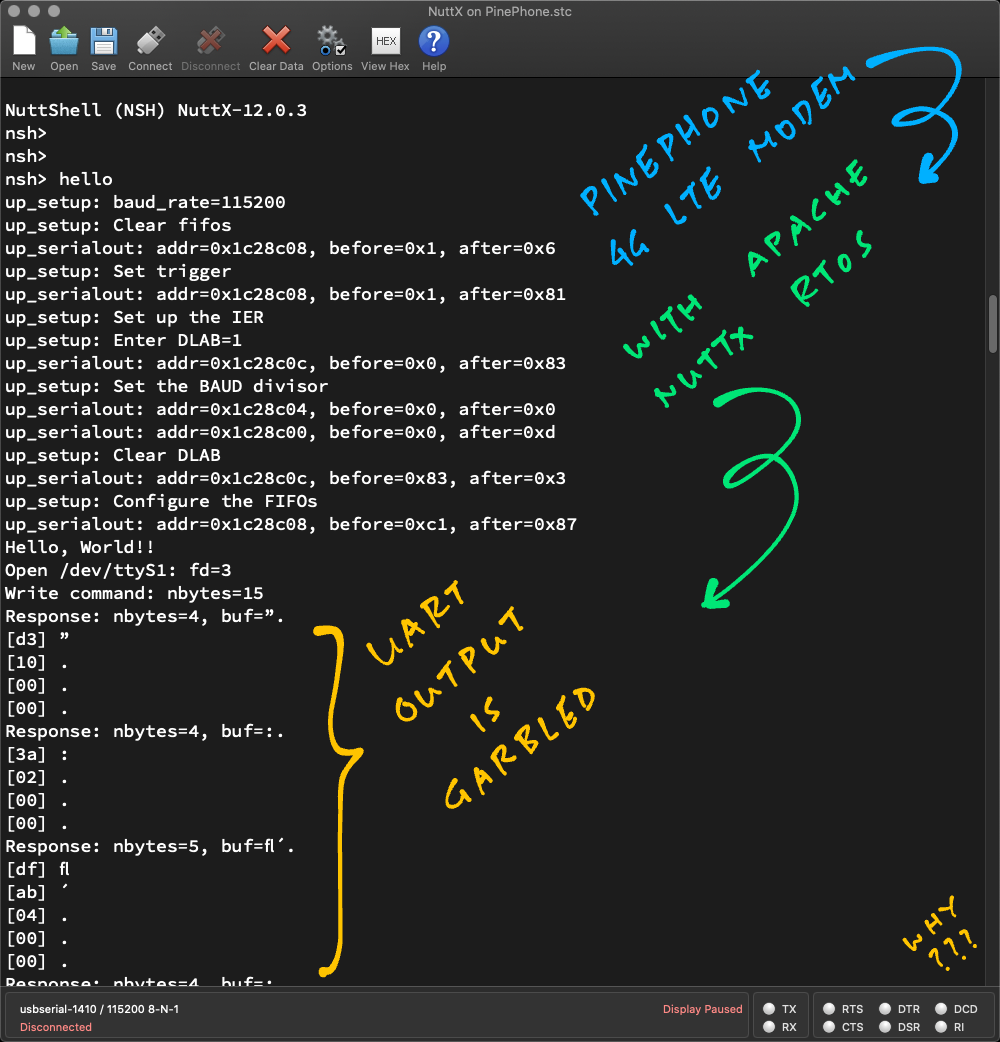 NuttX on PinePhone.stc
New Open Save Connect Disconnect Clear Data Options View Hex Help
HEX
PINEPHONE
4G LTE MODEM
WITH APACHE
NUTTX RTOS
NuttShell (NSH) NuttX-12.0.3
nsh>
nsh>
nsh> hello
up_setup: baud_rate=115200
up_setup: Clear fifos
up_serialout: addr=0x1c28c08, before=0x1, after=0x6
up_setup: Set trigger
up_serialout: addr=0x1c28c08, before=0x1, after=0x81
up_setup: Set up the IER
up_setup: Enter DLAB=1
up_serialout: addr=0x1c28c0c, before=0x0, after=0x83
up_setup: Set the BAUD divisor
up_serialout: addr=0x1c28c04, before=0x0, after=0x0
up_serialout: addr=0x1c28c00, before=0x0, after=0xd
up_setup: Clear DLAB
up_serialout: addr=0x1c28c0c, before=0x83, after=0x3
up_setup: Configure the FIFOs
up_serialout: addr=0x1c28c08, before=0xc1, after=0x87
Hello, World!!
Open /dev/ttyS1: fd=3
Write command: nbytes=15
Response: nbytes=4, buf=”.
[d3] ”
[10] .
[00] .
[00] .
Response: nbytes=4, buf=:.
[3a] :
[02] .
[00] .
[00] .
Response: nbytes=5, buf=ﬂ´.
[df] ﬂ
[ab] ´
[04] .
[00] .
[00] .
Response: nbytes=4, buf=:
UART
OUTPUT
IS
GARBLED
WHY
???
usbserial-1410 / 115200 8-N-1
Disconnected
Display Paused
TX RTS DTR DCD
RX CTS DSR RI